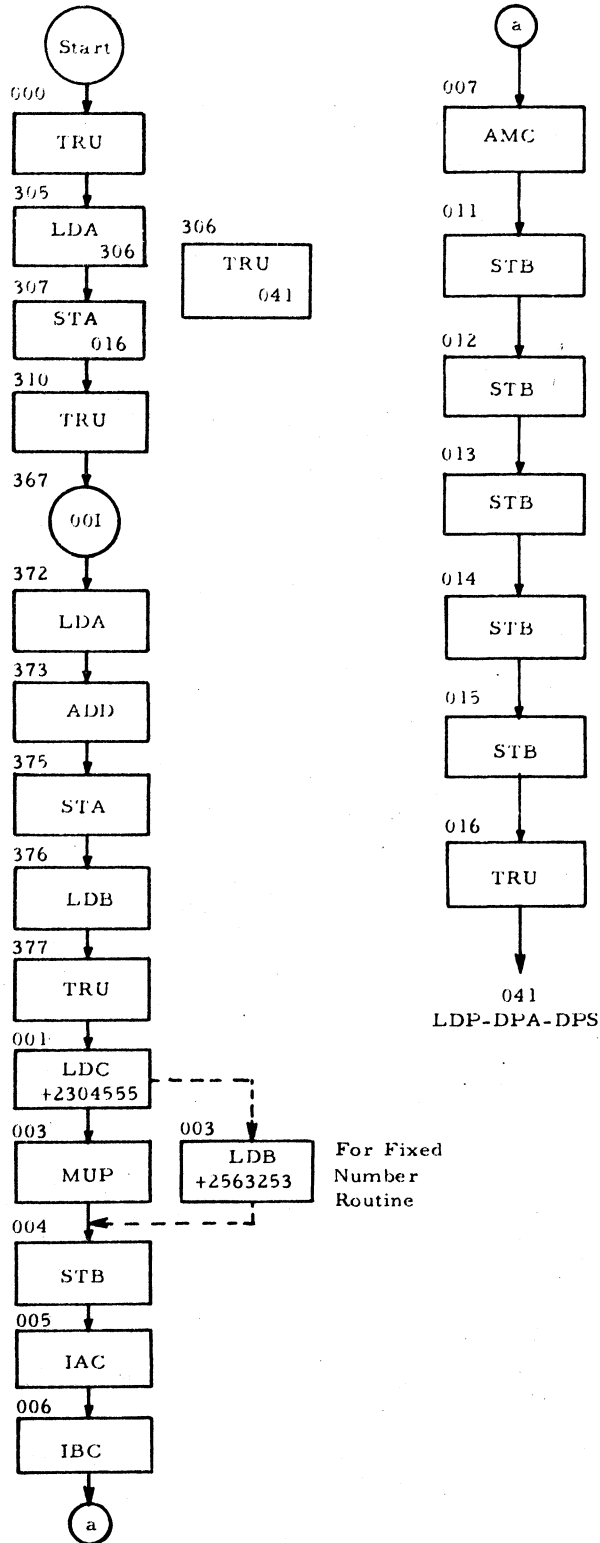 Start
000
TRU
305
LDA
306
306
TRU
041
307
STA
016
310
TRU
367
001
372
LDA
373
ADD
375
STA
376
LDB
377
TRU
001
LDC
+2304555
003
MUP
003
LDB
+2563253
For Fixed
Number
Routine
004
STB
005
IAC
006
IBC
a
a
007
AMC
011
STB
012
STB
013
STB
014
STB
015
STB
016
TRU
041
LDP-DPA-DPS